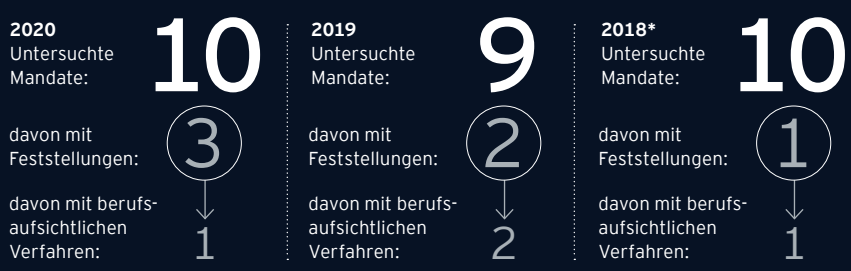 2020
Untersuchte
Mandate:
10
davon mit
Feststellungen:
3
davon mit berufs-
aufsichtlichen
Verfahren:
1
2019
Untersuchte
Mandate:
9
davon mit
Feststellungen:
2
davon mit berufs-
aufsichtlichen
Verfahren:
2
2018*
Untersuchte
Mandate:
10
davon mit
Feststellungen:
1
davon mit berufs-
aufsichtlichen
Verfahren:
1